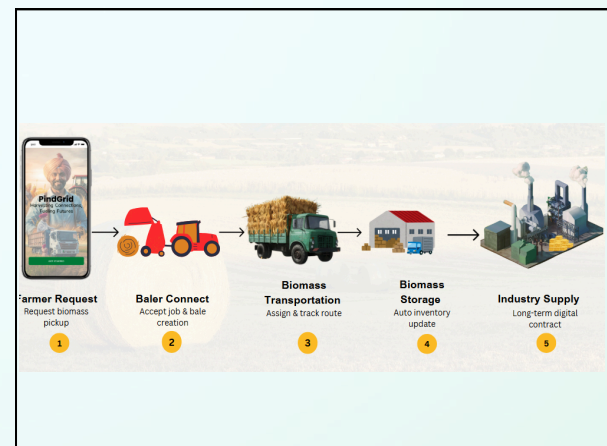 PindGrid
Harvesting Connections,
Fueling Futures
Farmer Request
Request biomass
pickup
1
Baler Connect
Accept job & bale
creation
2
Biomass
Transportation
Assign & track route
3
Biomass
Storage
Auto inventory
update
4
Industry Supply
Long-term digital
contract
5